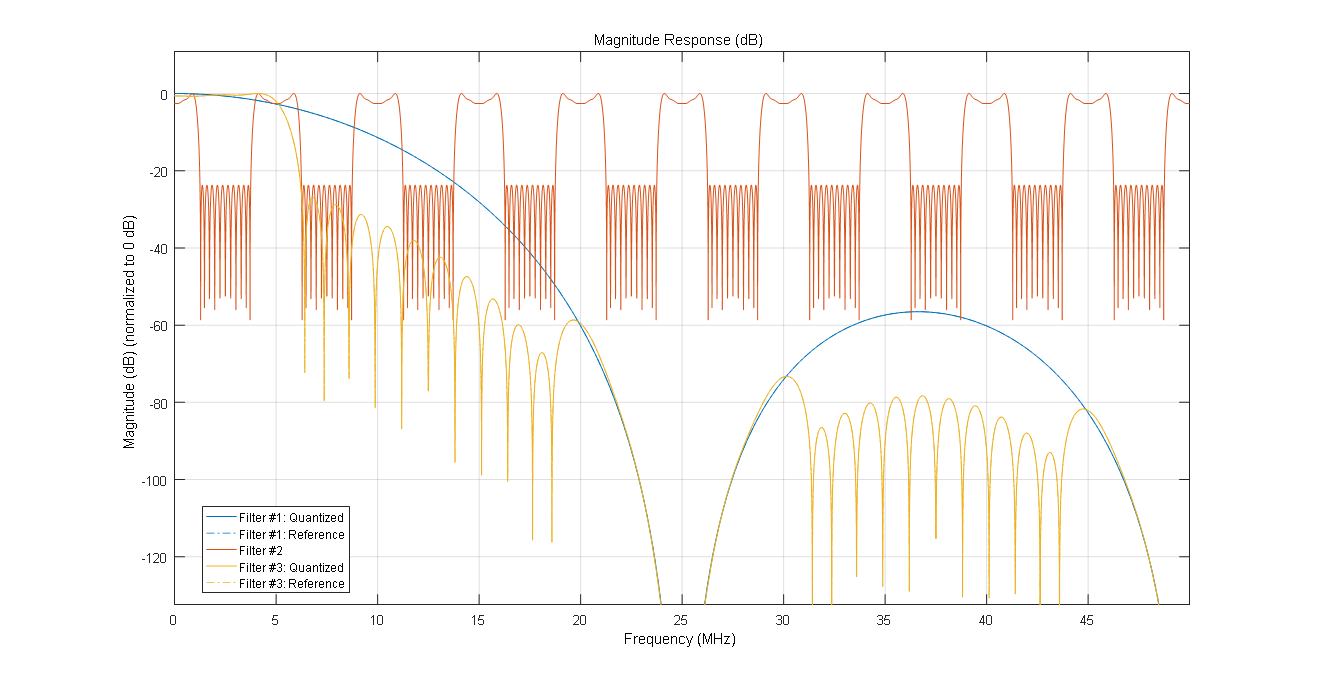 Magnitude Response (dB)
Magnitude (dB) (normalized to 0 dB)
0
-20
-40
-60
-80
-100
-120
Filter #1: Quantized
Filter #1: Reference
Filter #2
Filter #3: Quantized
Filter #3: Reference
0 5 10 15 20 25 30 35 40 45
Frequency (MHz)